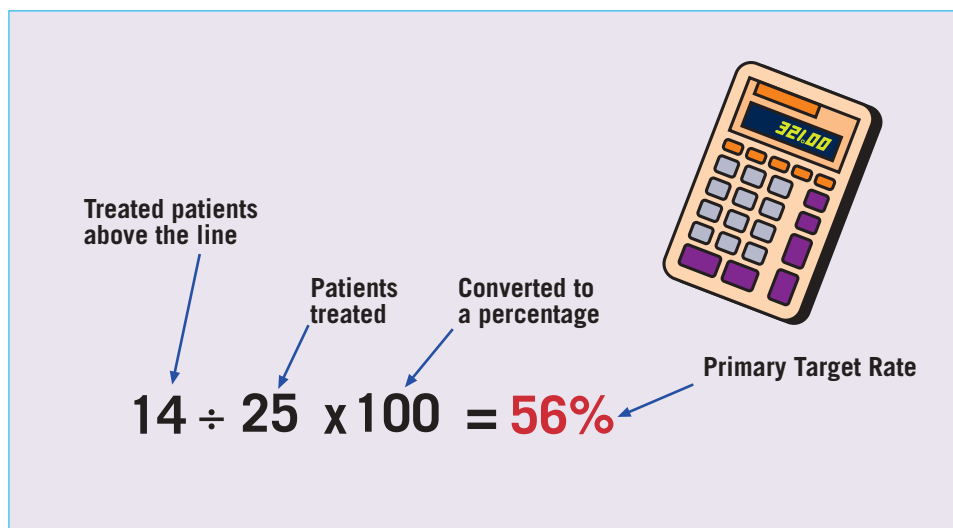 321.00
Treated patients
above the line
Patients
treated
Converted to
a percentage
Primary Target Rate
14 ÷ 25 x 100 = 56%